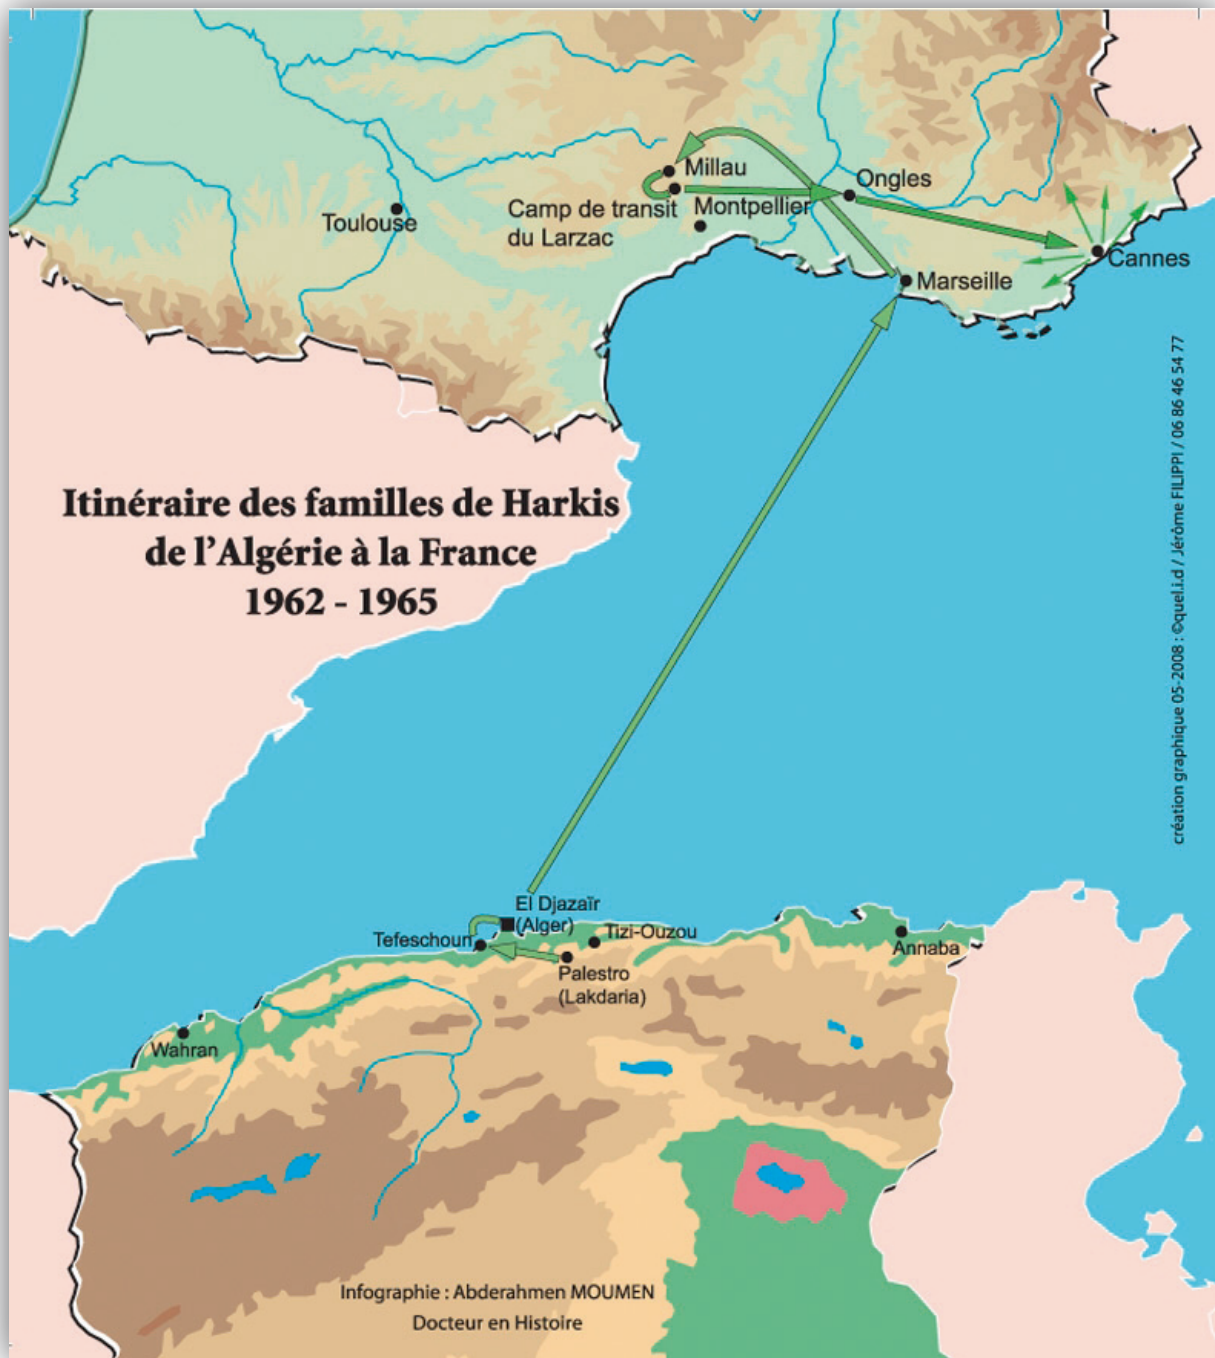 Millau
Ongles
Camp de transit
du Larzac
Montpellier
Toulouse
Cannes
Marseille
Itinéraire des familles de Harkis
de l'Algérie à la France
1962 - 1965
création graphique 05-2008 : ©quel.i.d / Jérôme FILIPPI / 06 86 46 54 77
El Djazaïr
(Alger)
Tefeschoun
Tizi-Ouzou
Annaba
Palestro
(Lakdaria)
Wahran
Infographie : Abderahmen MOUMEN
Docteur en Histoire